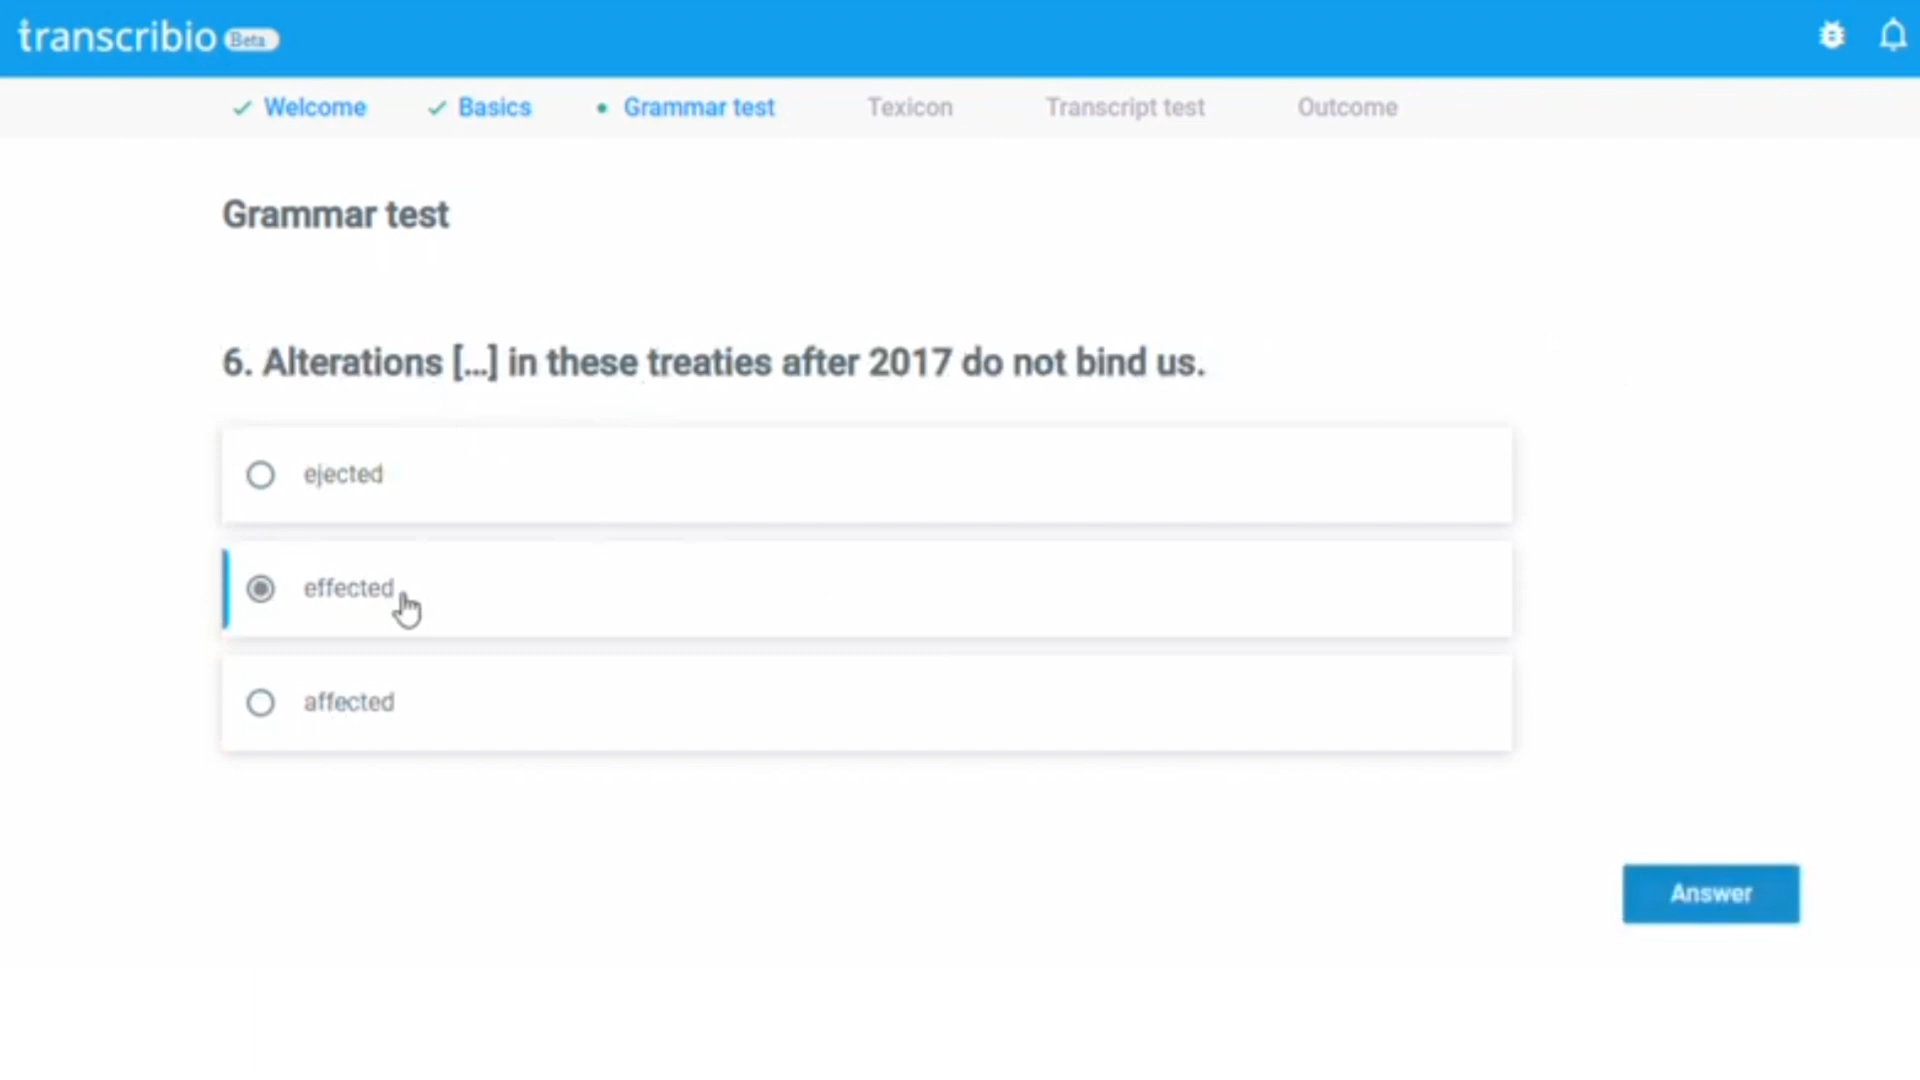 transcribio Beta
Welcome Basics Grammar test Texicon Transcript test Outcome
Grammar test
6. Alterations [...] in these treaties after 2017 do not bind us.
ejected
effected
affected
Answer